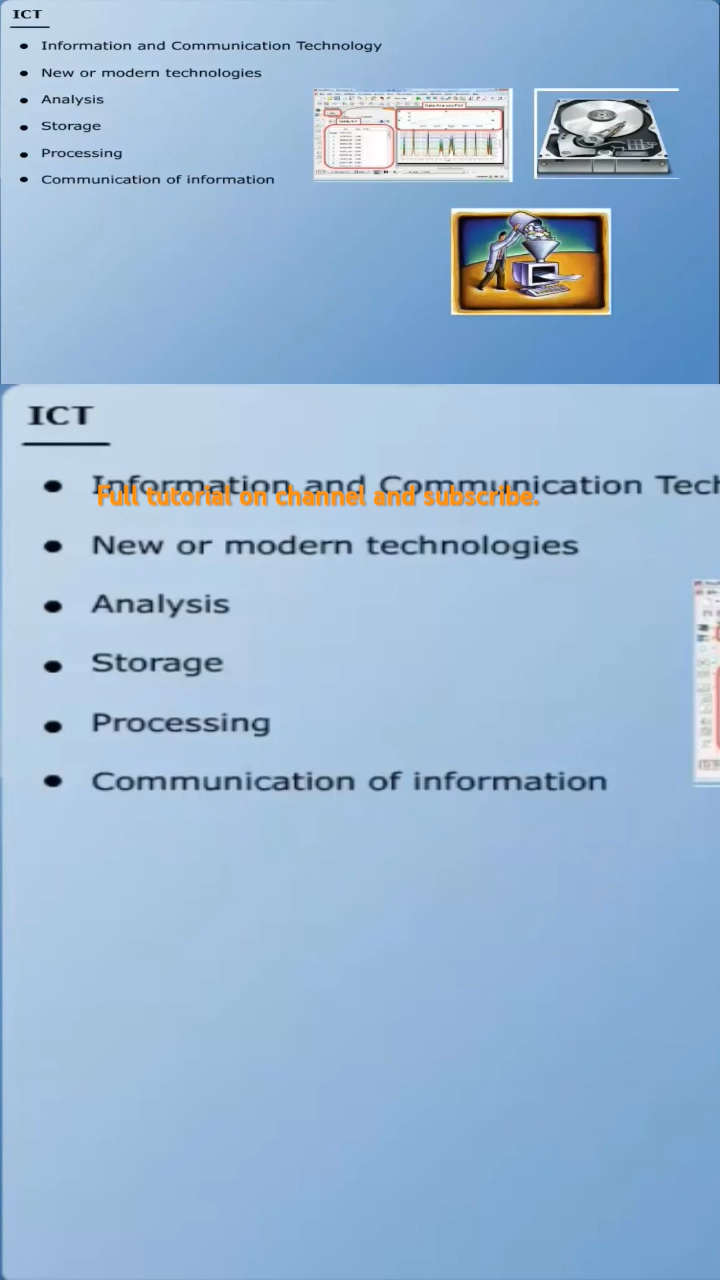 ICT
Information and Communication Technology
New or modern technologies
Analysis
Storage
Processing
Communication of information
ICT
Information and Communication Tech
Full tutorial on channel and subscribe.
New or modern technologies
Analysis
Storage
Processing
Communication of information